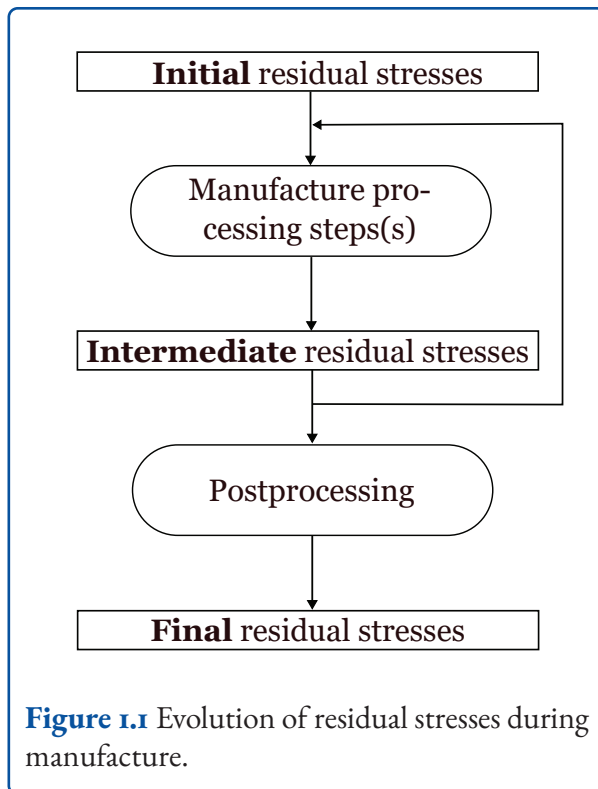 Initial residual stresses
Manufacture pro-
cessing steps(s)
Intermediate residual stresses
Postprocessing
Final residual stresses
Figure 1.1 Evolution of residual stresses during
manufacture.